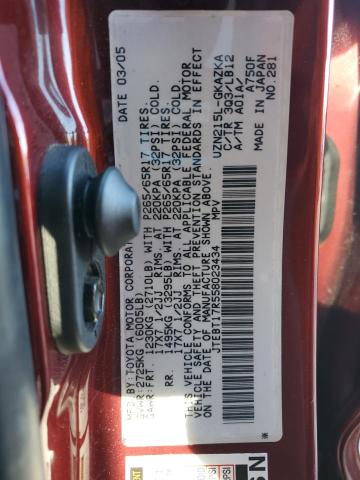 MFD.BY:TOYOTA MOTOR CORPORAT
DATE 03/05
GVWR:2725KG(6005LB)
GAWR:FRT. 1230KG(2710LB) WITH P265/65R17 TIRES,
17X7 1/2JJ RIMS, AT 220KPA (32PSI) COLD.
RR. 1495KG(3295LB) WITH P265/65R17 TIRES,
17X7 1/2JJ RIMS, AT 220KPA (32PSI) COLD.
THIS VEHICLE CONFORMS TO ALL APPLICABLE FEDERAL MOTOR
VEHICLE SAFETY AND THEFT PREVENTION STANDARDS IN EFFECT
ON THE DATE OF MANUFACTURE SHOWN ABOVE.
JTEBT17R558023434 MPV
UZN215L-GKAZKA
C/TR 3Q3/LB12
A/TM A01A/ A750F
MADE IN JAPAN
NO.281